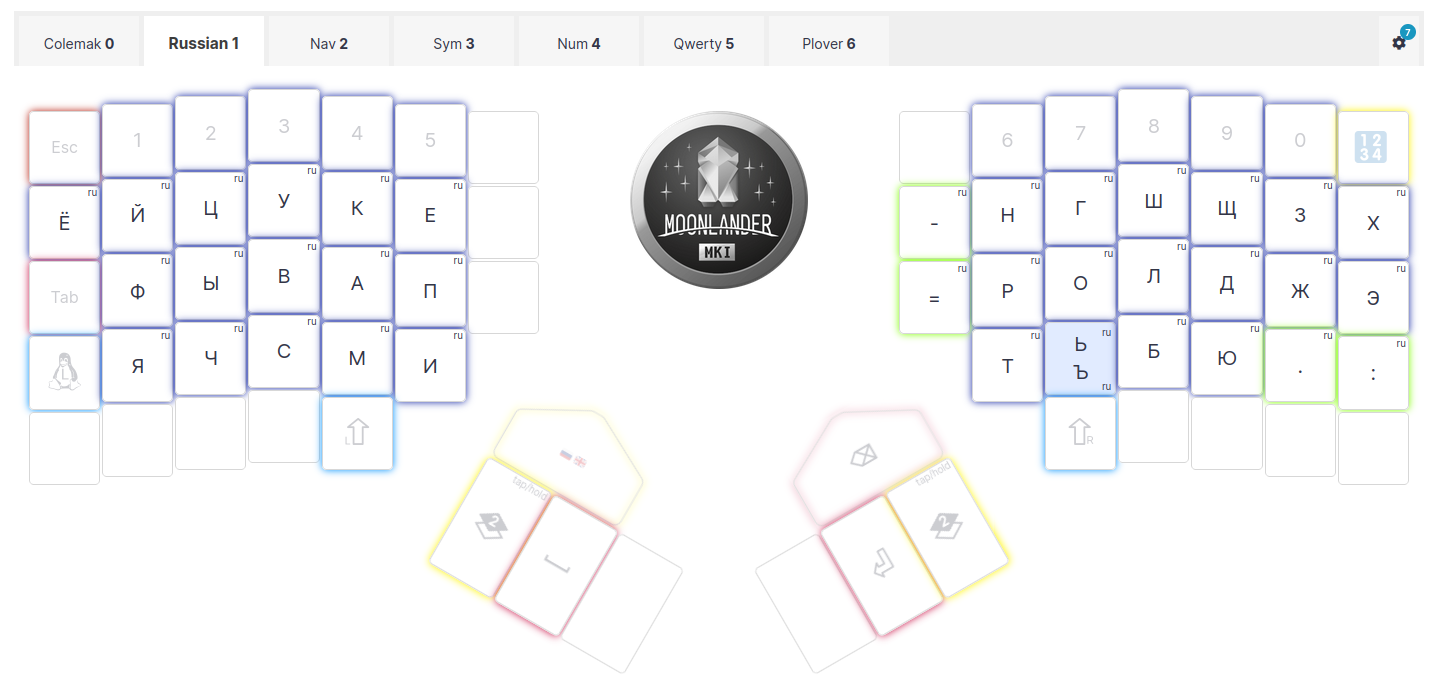 Colemak 0 Russian 1 Nav 2 Sym 3 Num 4 Qwerty 5 Plover 6 7
Esc 1 2 3 4 5 6 7 8 9 0 12
34
ru ru ru ru ru ru ru ru ru ru ru ru ru
Ё Й Ц У К Е - Н Г Ш Щ З Х
ru ru ru ru ru ru ru ru ru ru ru ru
Tab Ф Ы В А П = Р О Л Д Ж Э
ru ru ru ru ru ru ru ru ru ru ru
L Я Ч С М И Т Ь Б Ю . :
Ъ
ru
L R
MOONLANDER
MKI
tap/hold tap/hold
2 2